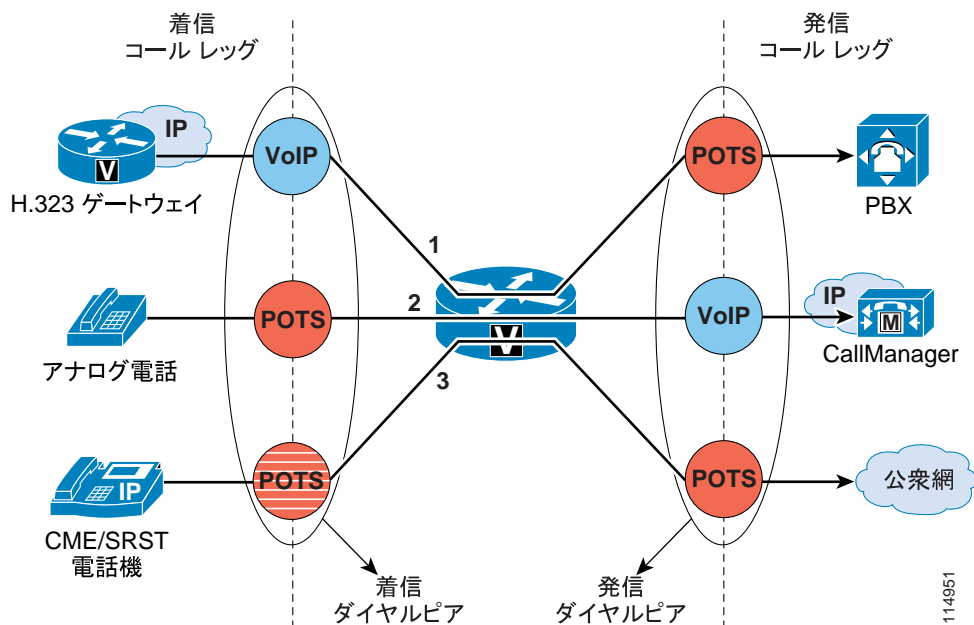 着信
コール レッグ
発信
コール レッグ
IP
V
H.323 ゲートウェイ
VoIP
POTS
PBX
1
アナログ電話
POTS
2
V
VoIP
IP
M
CallManager
3
IP
CME/SRST
電話機
POTS
POTS
公衆網
着信
ダイヤルピア
発信
ダイヤルピア
114951